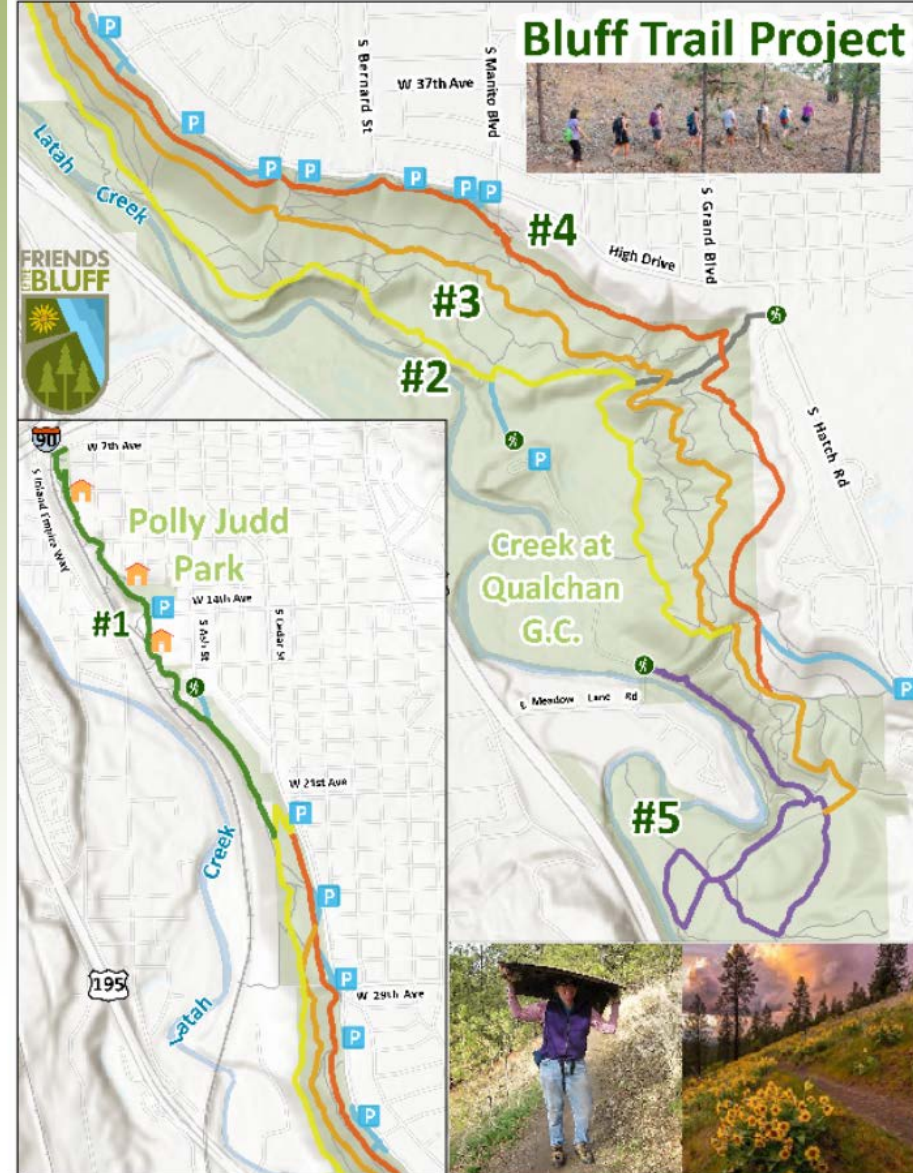 Bluff Trail Project
P
S Bernard St
S Manito Blvd
W 37th Ave
P
P
P
P
P
P
S Grand Blvd
#4
High Drive
Latah
Creek
FRIENDS
OF THE
BLUFF
#3
#2
S Hatch Rd
P
90
W 7th Ave
S Inland Empire Way
Polly Judd
Park
P
W 14th Ave
#1
S Ash St
S Cedar St
Creek at
Qualchan
G.C.
P
E Meadow Lane Rd
W 21st Ave
P
#5
Creek
P
195
P
W 29th Ave
Latah
P
P